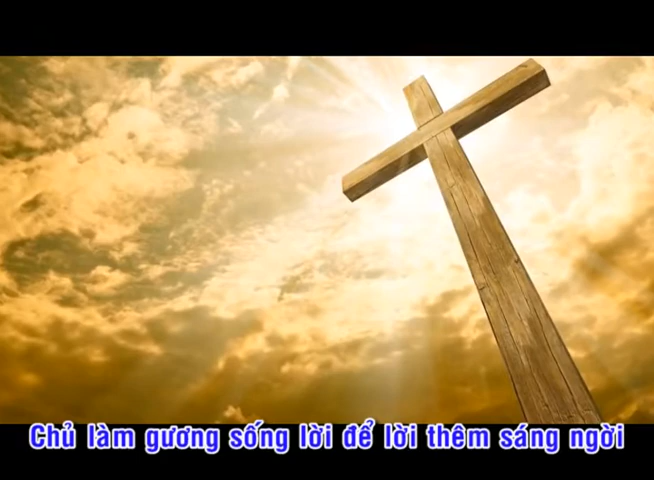 Chủ làm gương sống lời để lời thêm sáng ngời